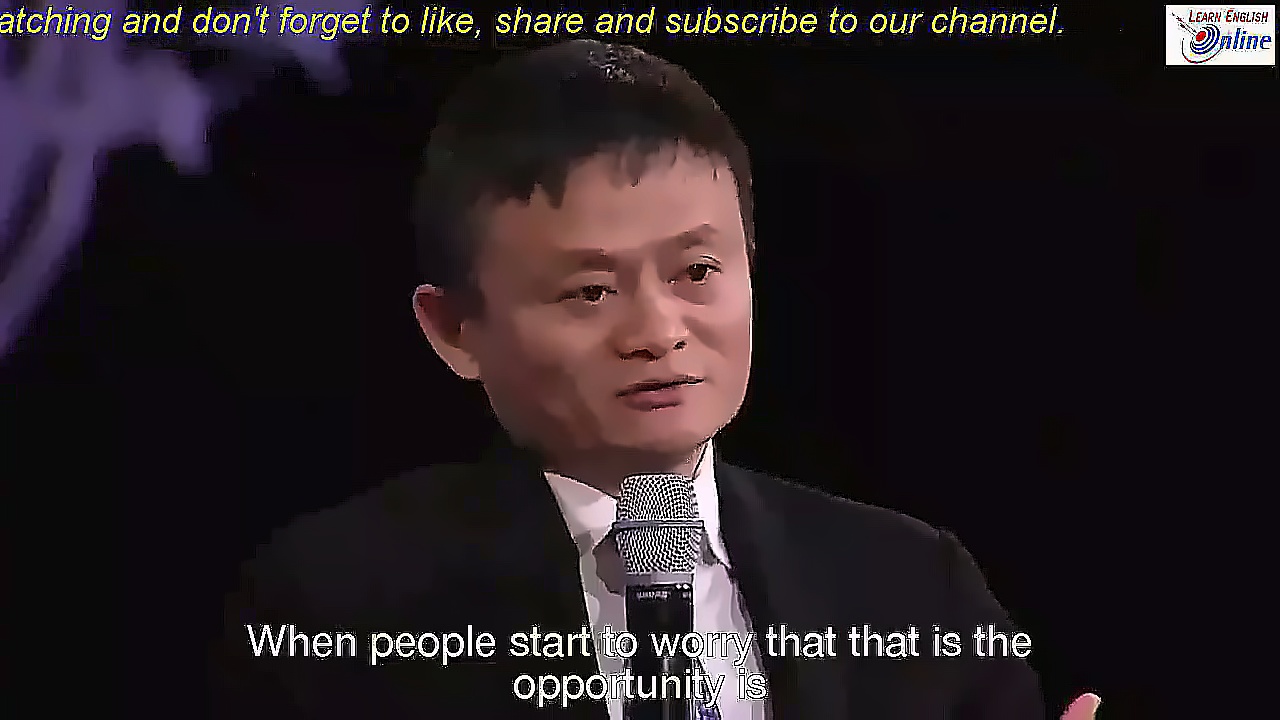 atching and don't forget to like, share and subscribe to our channel.
LEARN ENGLISH
Online
When people start to worry that that is the
opportunity is